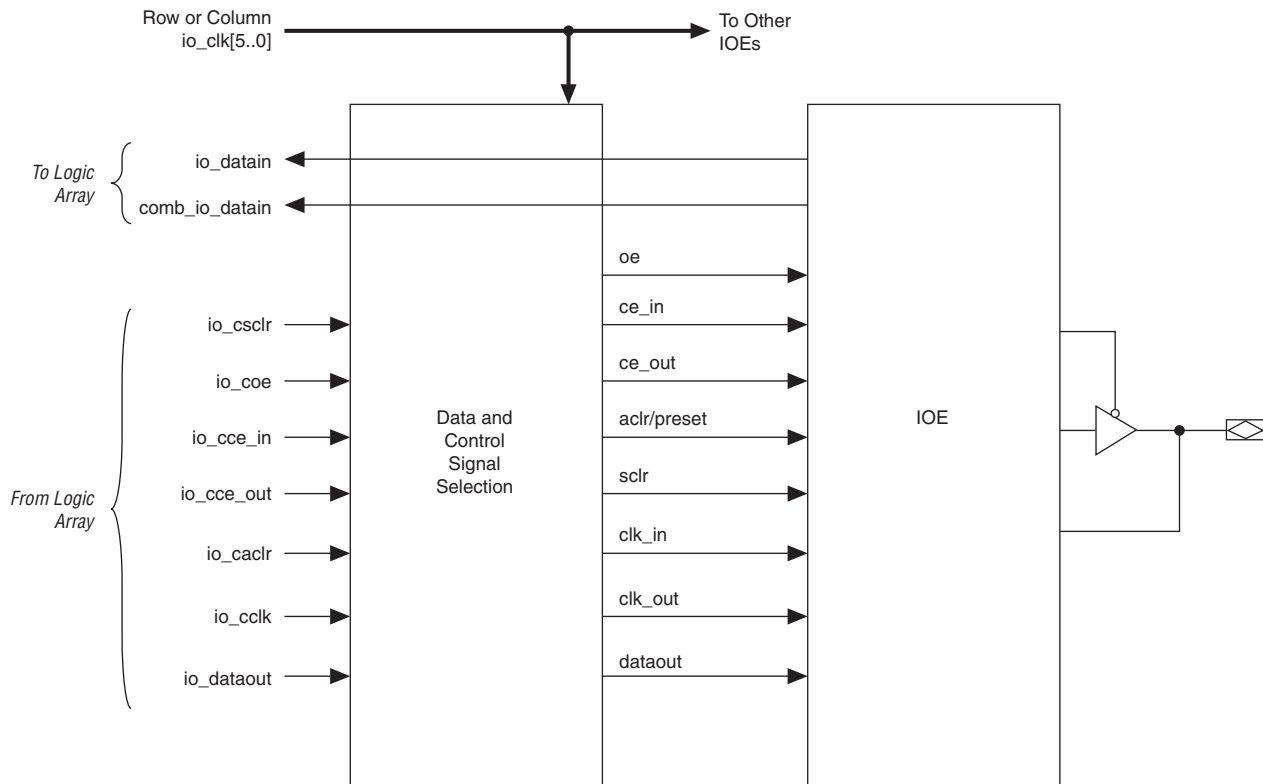 Row or Column
io_clk[5..0]
To Other
IOEs
To Logic
Array
io_datain
comb_io_datain
oe
ce_in
ce_out
aclr/preset
sclr
clk_in
clk_out
dataout
From Logic
Array
io_csclr
io_coe
io_cce_in
io_cce_out
io_caclr
io_cclk
io_dataout
Data and
Control
Signal
Selection
IOE